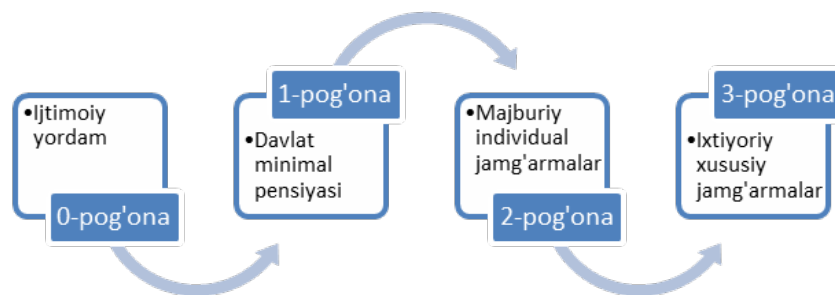 •Ijtimoiy
yordam
0-pog'ona
1-pog'ona
•Davlat
minimal
pensiyasi
•Majburiy
individual
jamg'armalar
2-pog'ona
3-pog'ona
•Ixtiyoriy
xususiy
jamg'armalar